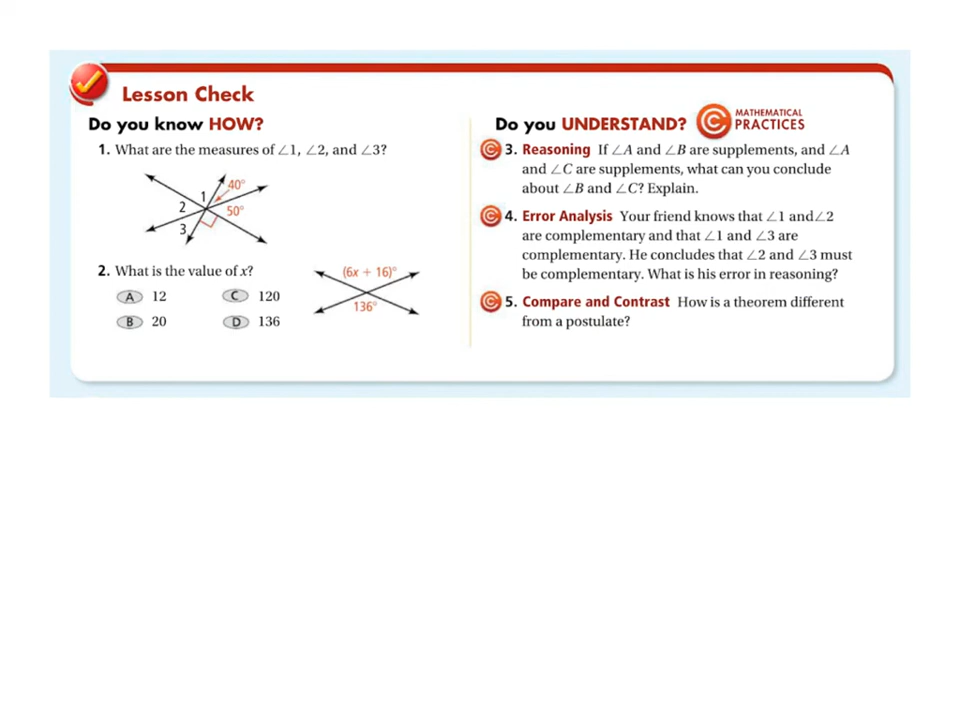 Lesson Check
Do you know HOW?
1. What are the measures of ∠1, ∠2, and ∠3?
40°
1
2
50°
3
2. What is the value of x?
A 12
C 120
B 20
D 136
(6x + 16)°
136°
Do you UNDERSTAND?
MATHEMATICAL
PRACTICES
3. Reasoning If ∠A and ∠B are supplements, and ∠A
and ∠C are supplements, what can you conclude
about ∠B and ∠C? Explain.
4. Error Analysis Your friend knows that ∠1 and∠2
are complementary and that ∠1 and ∠3 are
complementary. He concludes that ∠2 and ∠3 must
be complementary. What is his error in reasoning?
5. Compare and Contrast How is a theorem different
from a postulate?